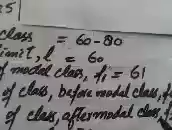 class = 60-80
limit, l = 60
f modal class, f₁ = 61
of class, before modal class, f
of class, after modal class, f